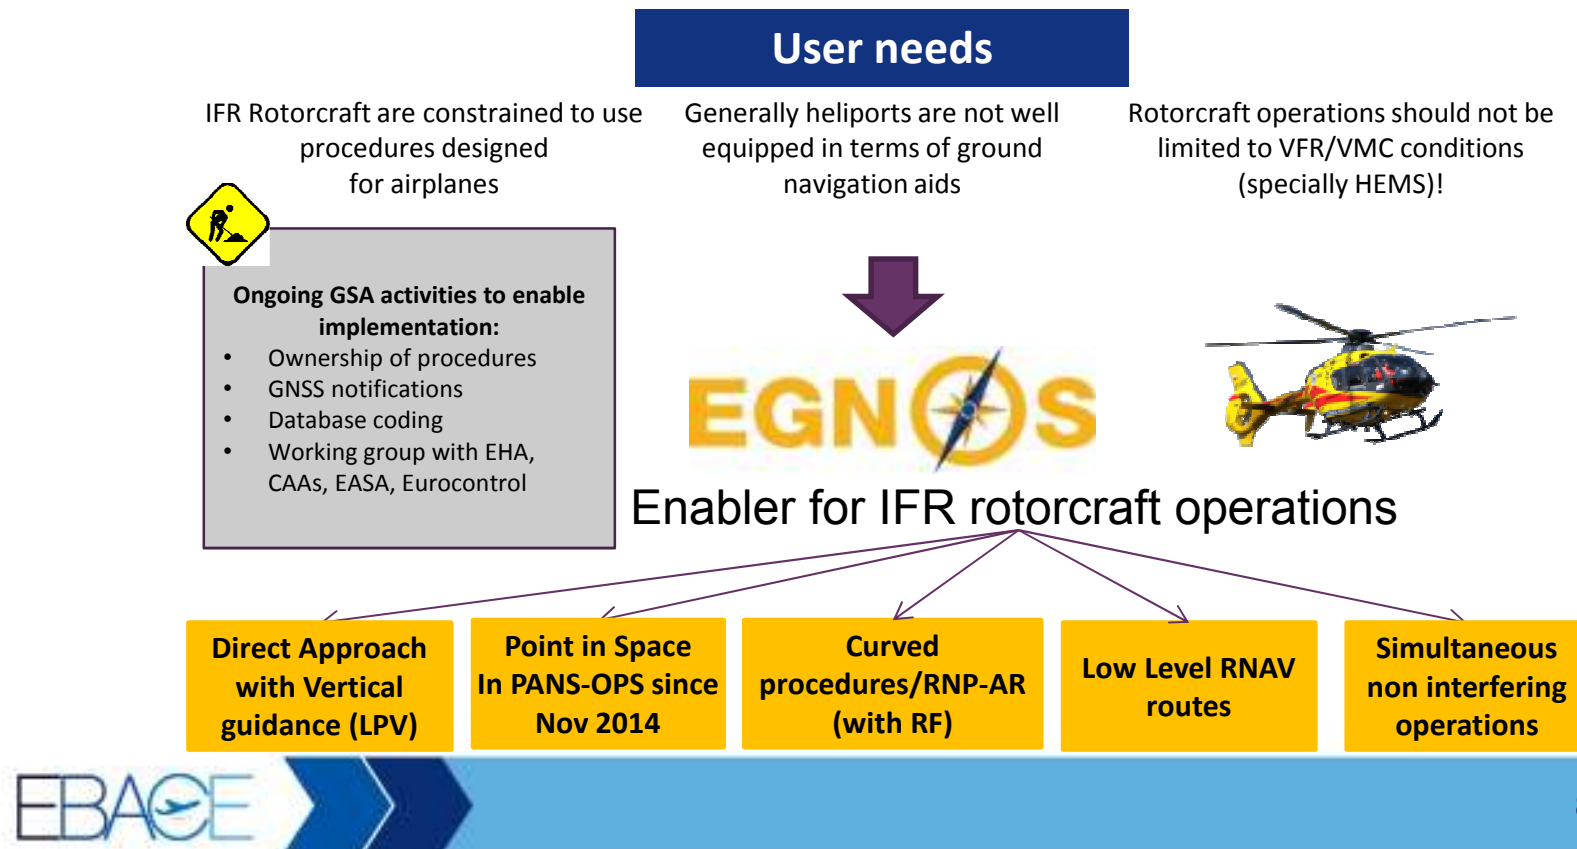 User needs
IFR Rotorcraft are constrained to use
procedures designed
for airplanes
Generally heliports are not well
equipped in terms of ground
navigation aids
Rotorcraft operations should not be
limited to VFR/VMC conditions
(specially HEMS)!
Ongoing GSA activities to enable
implementation:
• Ownership of procedures
• GNSS notifications
• Database coding
• Working group with EHA,
CAAs, EASA, Eurocontrol
EGNOS
Enabler for IFR rotorcraft operations
Direct Approach
with Vertical
guidance (LPV)
Point in Space
In PANS-OPS since
Nov 2014
Curved
procedures/RNP-AR
(with RF)
Low Level RNAV
routes
Simultaneous
non interfering
operations
EBACE